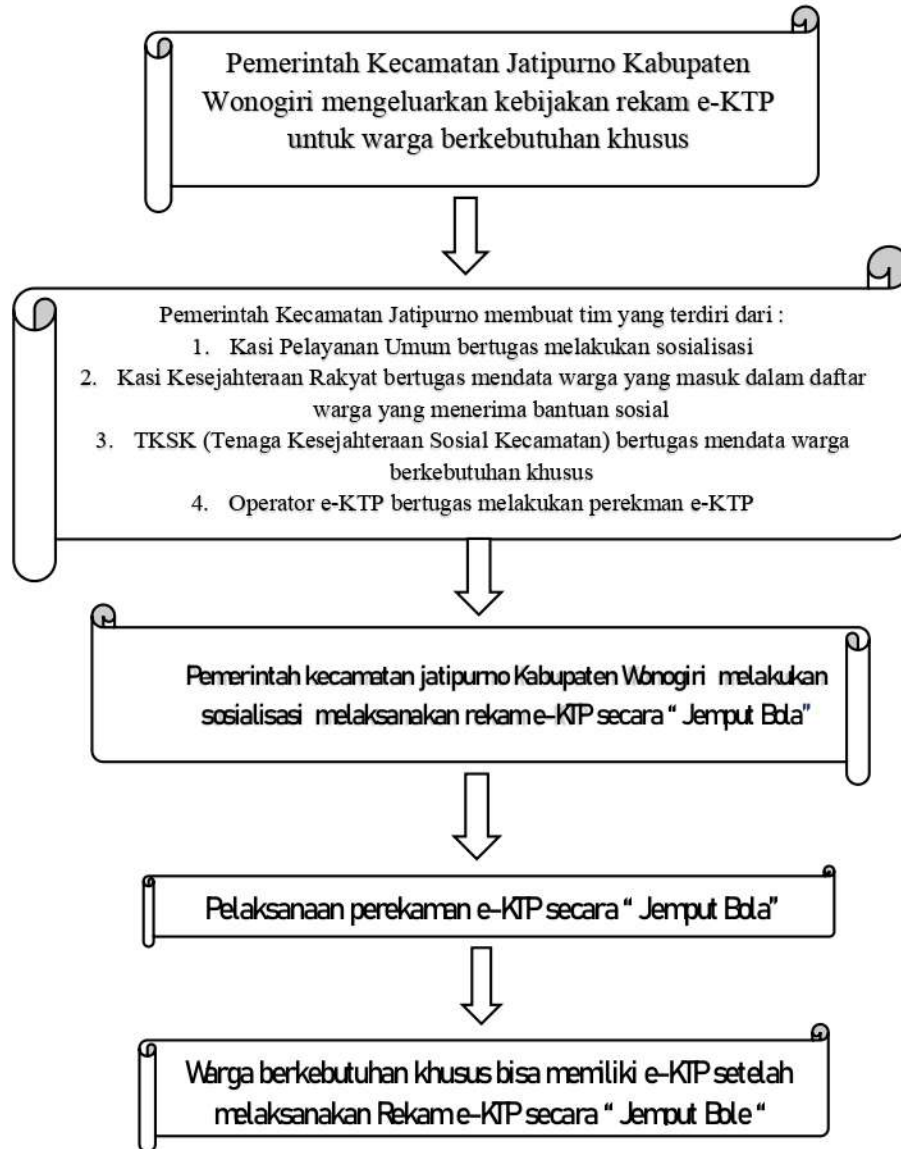 Pemerintah Kecamatan Jatipurno Kabupaten
Wonogiri mengeluarkan kebijakan rekam e-KTP
untuk warga berkebutuhan khusus
Pemerintah Kecamatan Jatipurno membuat tim yang terdiri dari :
1. Kasi Pelayanan Umum bertugas melakukan sosialisasi
2. Kasi Kesejahteraan Rakyat bertugas mendata warga yang masuk dalam daftar
warga yang menerima bantuan sosial
3. TKSK (Tenaga Kesejahteraan Sosial Kecamatan) bertugas mendata warga
berkebutuhan khusus
4. Operator e-KTP bertugas melakukan perekman e-KTP
Pemerintah kecamatan jatipurno Kabupaten Wonogiri melakukan
sosialisasi melaksanakan rekam e-KTP secara “ Jemput Bola”
Pelaksanaan perekaman e-KTP secara “ Jemput Bola”
Warga berkebutuhan khusus bisa memiliki e-KTP setelah
melaksanakan Rekam e-KTP secara “ Jemput Bole “